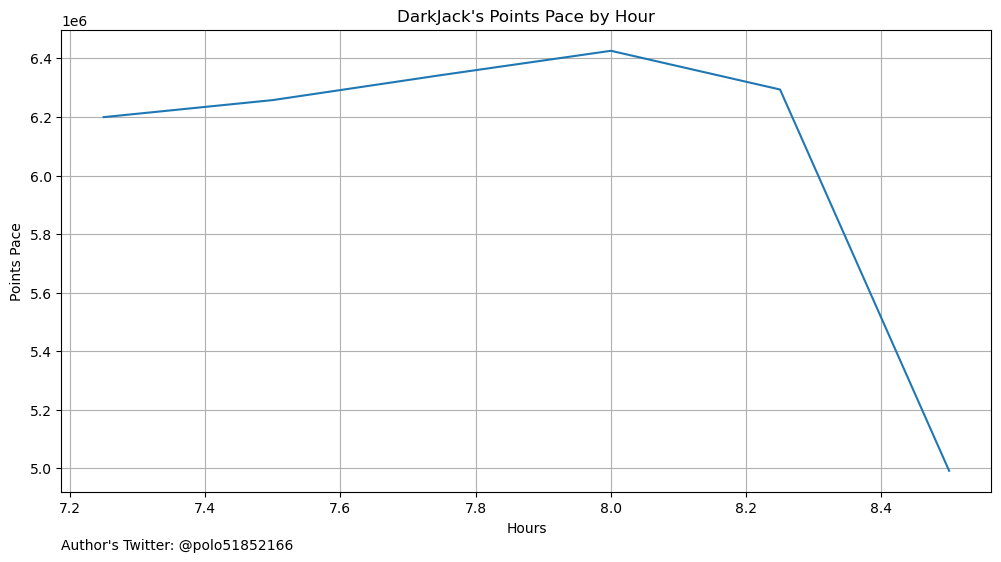 DarkJack's Points Pace by Hour
1e6
6.4
6.2
6.0
5.8
5.6
5.4
5.2
5.0
Points Pace
7.2 7.4 7.6 7.8 8.0 8.2 8.4
Hours
Author's Twitter: @polo51852166